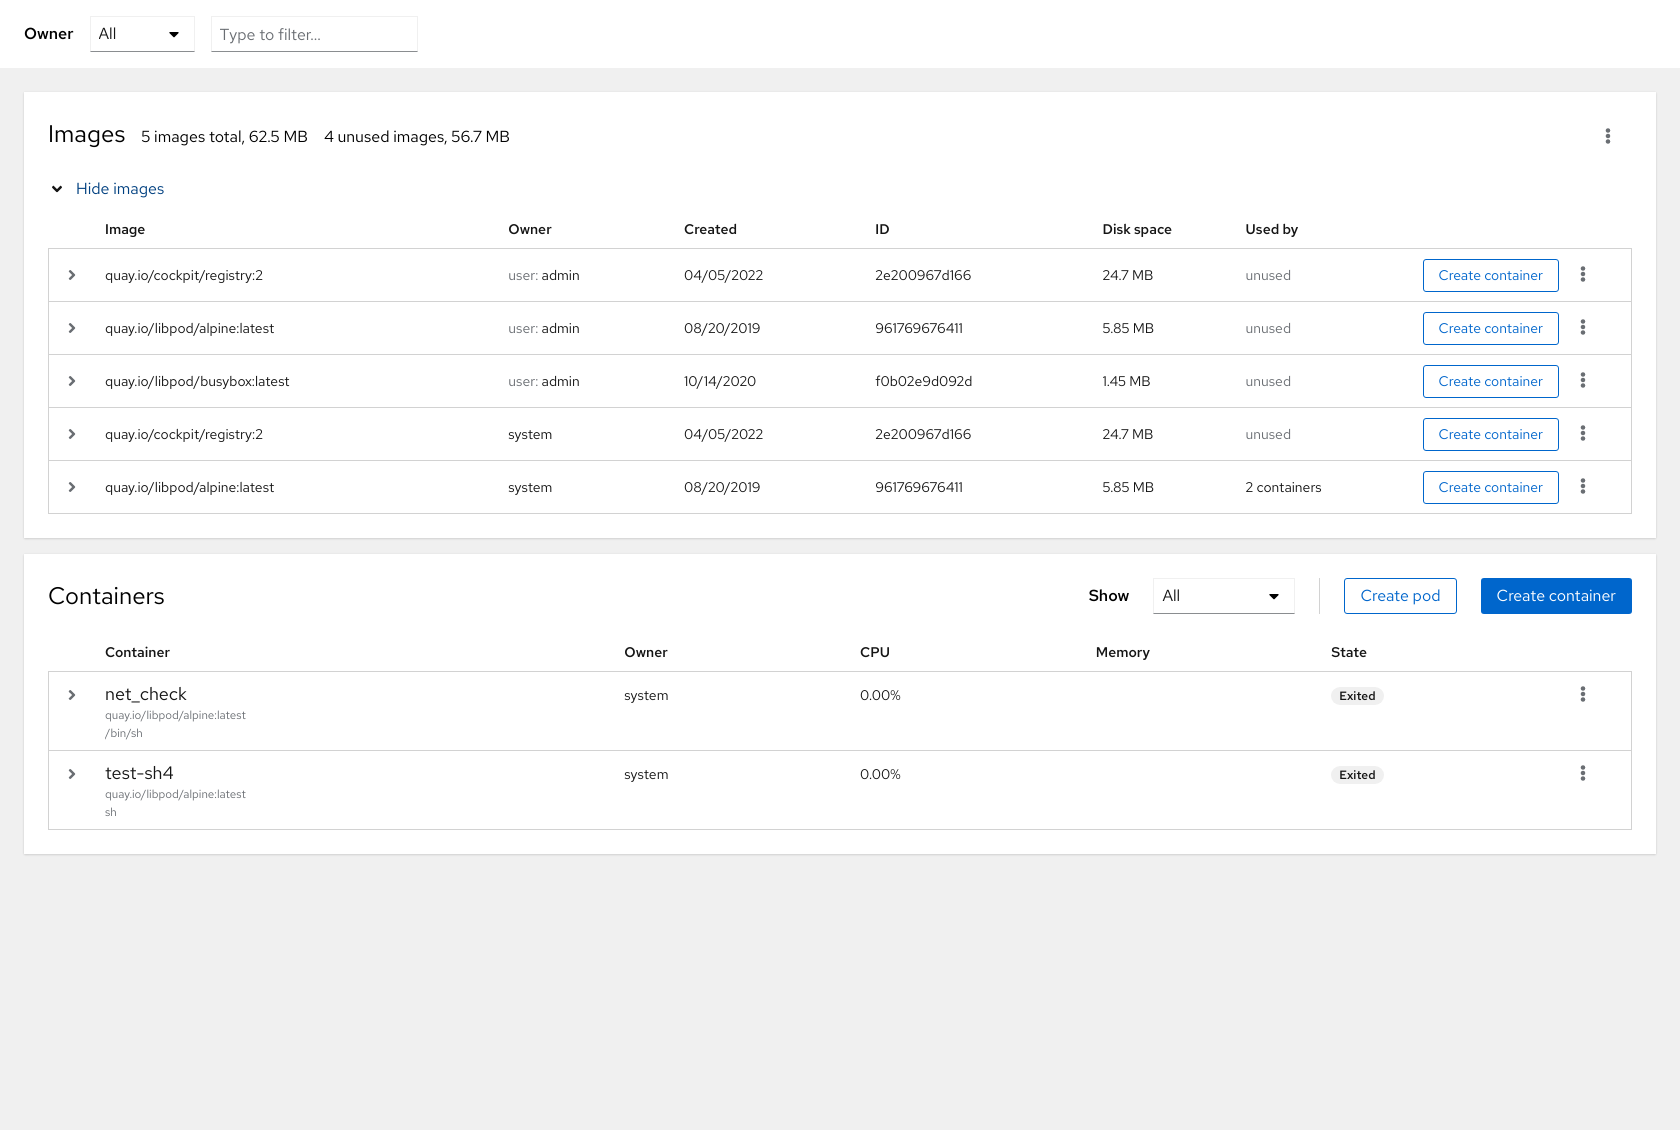 Owner All Type to filter...
Images 5 images total, 62.5 MB 4 unused images, 56.7 MB
Hide images
Image Owner Created ID Disk space Used by
quay.io/cockpit/registry:2 user: admin 04/05/2022 2e200967d166 24.7 MB unused Create container
quay.io/libpod/alpine:latest user: admin 08/20/2019 961769676411 5.85 MB unused Create container
quay.io/libpod/busybox:latest user: admin 10/14/2020 f0b02e9d092d 1.45 MB unused Create container
quay.io/cockpit/registry:2 system 04/05/2022 2e200967d166 24.7 MB unused Create container
quay.io/libpod/alpine:latest system 08/20/2019 961769676411 5.85 MB 2 containers Create container
Containers Show All Create pod Create container
Container Owner CPU Memory State
net_check system 0.00% Exited
quay.io/libpod/alpine:latest
/bin/sh
test-sh4 system 0.00% Exited
quay.io/libpod/alpine:latest
sh